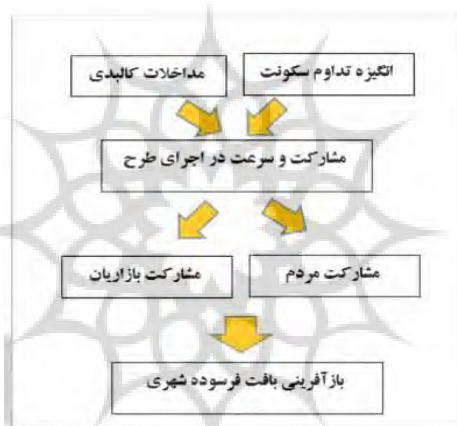 انگیزه تداوم سکونت
مداخلات کالبدی
مشارکت و سرعت در اجرای طرح
مشارکت مردم
مشارکت بازاریان
بازآفرینی بافت فرسوده شهری